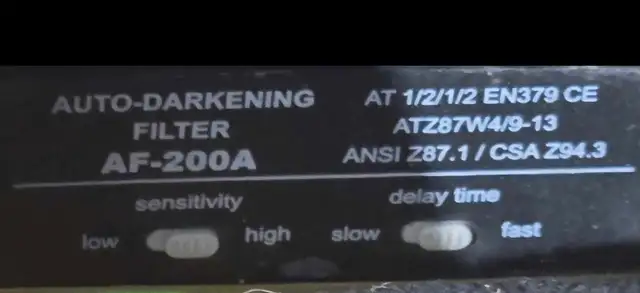 AUTO-DARKENING
FILTER
AF-200A
AT 1/2/1/2 EN379 CE
ATZ87W4/9-13
ANSI Z87.1 / CSA Z94.3
sensitivity
low high
delay time
slow fast